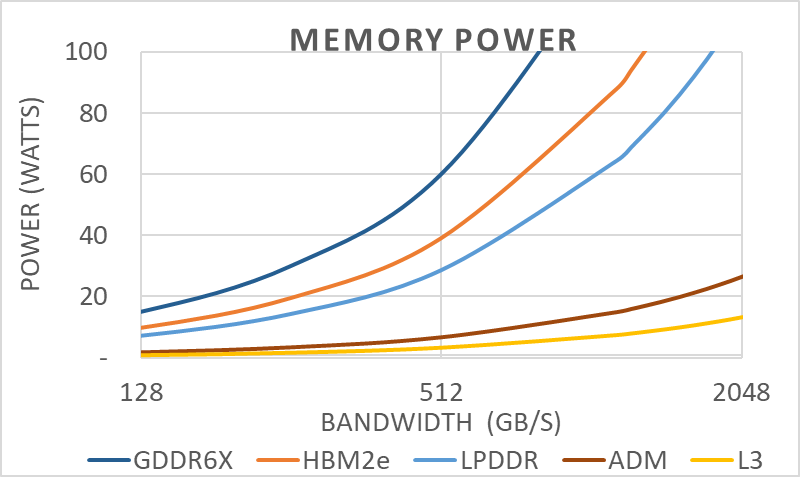 MEMORY POWER
100
80
60
40
20
-
POWER (WATTS)
128 512 2048
BANDWIDTH (GB/S)
GDDR6X HBM2e LPDDR ADM L3